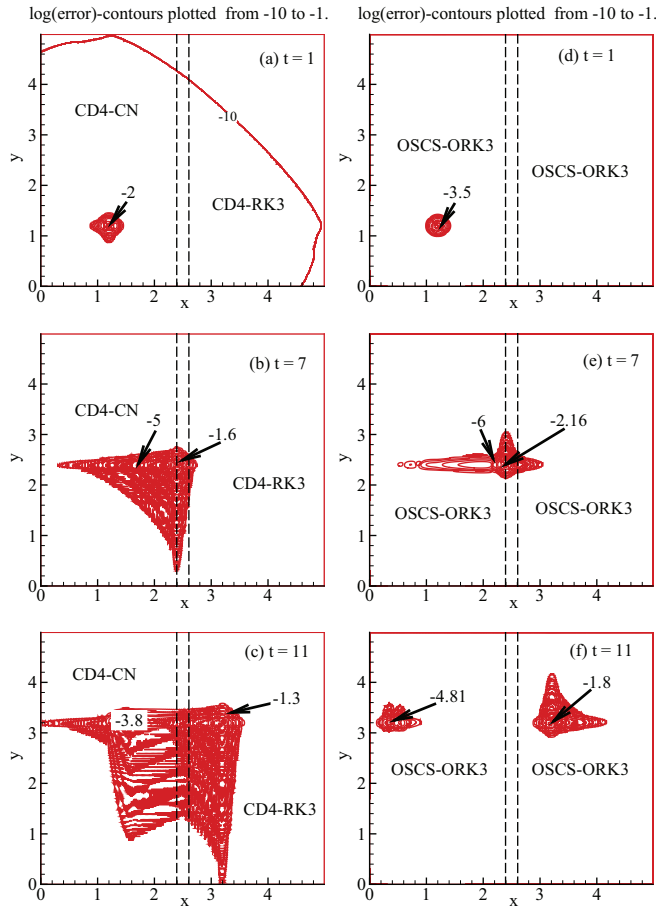 log(error)-contours plotted from -10 to -1.
log(error)-contours plotted from -10 to -1.
(a) t = 1
CD4-CN
-10
-2
CD4-RK3
y
5
4
3
2
1
0
0 1 2 3 4
x
(d) t = 1
OSCS-ORK3
OSCS-ORK3
-3.5
y
5
4
3
2
1
0
0 1 2 3 4
x
(b) t = 7
CD4-CN
-5
-1.6
CD4-RK3
y
4
3
2
1
0
0 1 2 3 4
x
(e) t = 7
-6
-2.16
OSCS-ORK3
OSCS-ORK3
y
4
3
2
1
0
0 1 2 3 4
x
(c) t = 11
CD4-CN
-1.3
-3.8
CD4-RK3
y
4
3
2
1
0
0 1 2 3 4
x
(f) t = 11
-4.81
-1.8
OSCS-ORK3
OSCS-ORK3
y
4
3
2
1
0
0 1 2 3 4
x